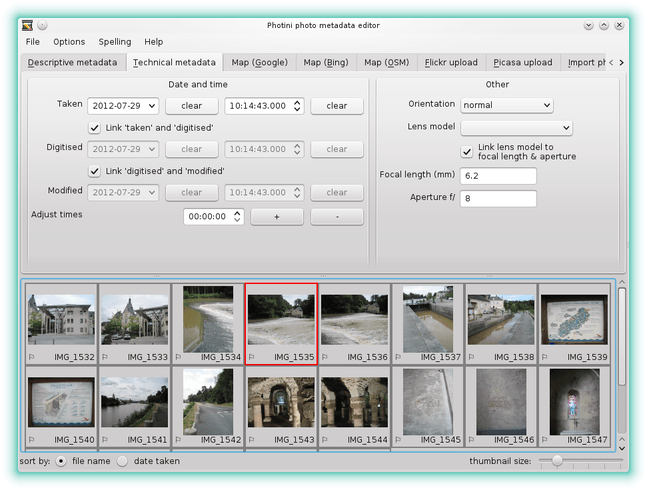 Photini photo metadata editor
File Options Spelling Help
Descriptive metadata Technical metadata Map (Google) Map (Bing) Map (OSM) Flickr upload Picasa upload Import ph
Date and time Other
Taken 2012-07-29 clear 10:14:43.000 clear Orientation normal
Link 'taken' and 'digitised' Lens model
Digitised 2012-07-29 clear 10:14:43.000 clear Link lens model to
focal length & aperture
Link 'digitised' and 'modified' Focal length (mm) 6.2
Modified 2012-07-29 clear 10:14:43.000 clear Aperture f/ 8
Adjust times 00:00:00 + -
IMG_1532 IMG_1533 IMG_1534 IMG_1535 IMG_1536 IMG_1537 IMG_1538 IMG_1539
IMG_1540 IMG_1541 IMG_1542 IMG_1543 IMG_1544 IMG_1545 IMG_1546 IMG_1547
sort by: file name date taken thumbnail size: